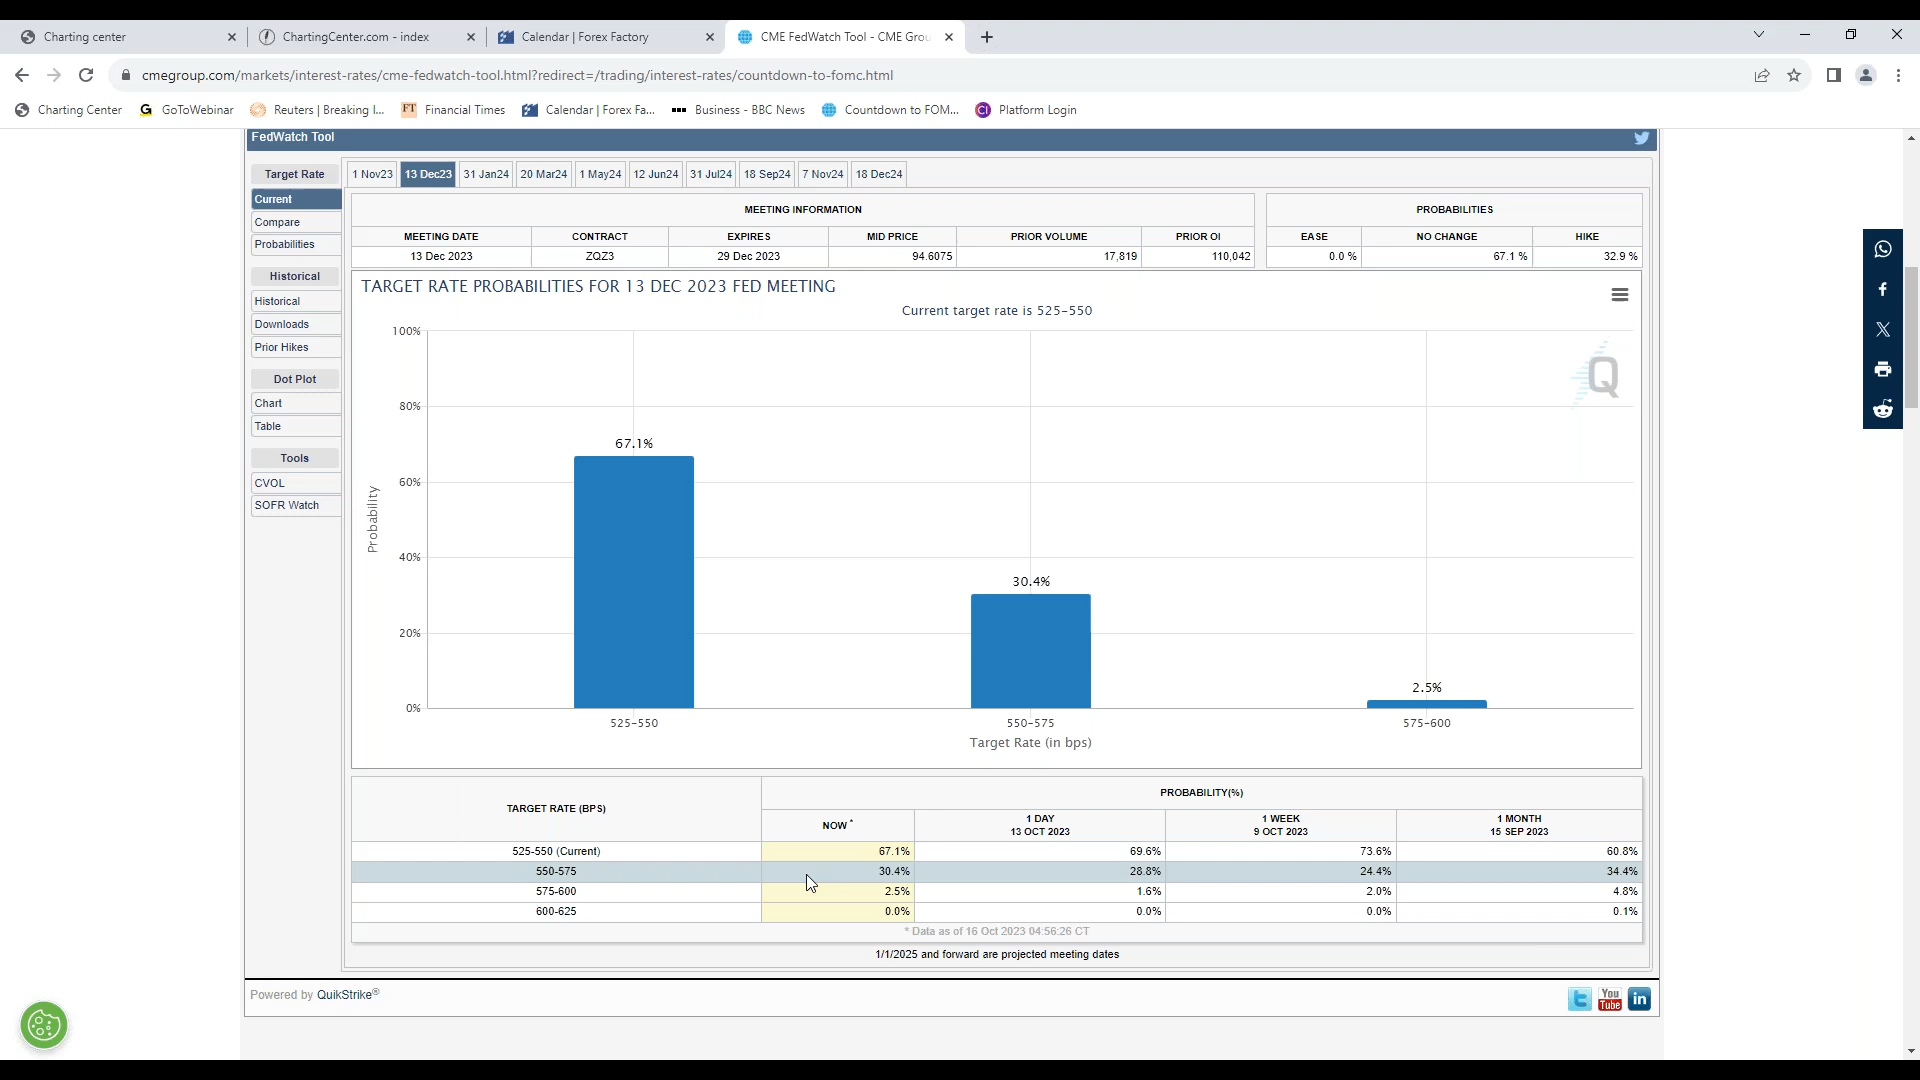 Charting center
ChartingCenter.com - index
Calendar | Forex Factory
CME FedWatch Tool - CME Grou
cmegroup.com/markets/interest-rates/cme-fedwatch-tool.html?redirect=/trading/interest-rates/countdown-to-fomc.html
Charting Center
G GoToWebinar
Reuters | Breaking I...
FT Financial Times
Calendar | Forex Fa...
Business - BBC News
Countdown to FOM...
CI Platform Login
FedWatch Tool
Target Rate
Current
Compare
Probabilities
Historical
Historical
Downloads
Prior Hikes
Dot Plot
Chart
Table
Tools
CVOL
SOFR Watch
1 Nov23 13 Dec23 31 Jan24 20 Mar24 1 May24 12 Jun24 31 Jul24 18 Sep24 7 Nov24 18 Dec24
MEETING INFORMATION
MEETING DATE CONTRACT EXPIRES MID PRICE PRIOR VOLUME PRIOR OI
13 Dec 2023 ZQZ3 29 Dec 2023 94.6075 17,819 110,042
PROBABILITIES
EASE NO CHANGE HIKE
0.0 % 67.1 % 32.9 %
TARGET RATE PROBABILITIES FOR 13 DEC 2023 FED MEETING
Current target rate is 525-550
Q
Probability
100%
80%
60%
40%
20%
0%
67.1%
30.4%
2.5%
525-550 550-575 575-600
Target Rate (in bps)
TARGET RATE (BPS)
PROBABILITY(%)
NOW *
1 DAY
13 OCT 2023
1 WEEK
9 OCT 2023
1 MONTH
15 SEP 2023
525-550 (Current) 67.1% 69.6% 73.6% 60.8%
550-575 30.4% 28.8% 24.4% 34.4%
575-600 2.5% 1.6% 2.0% 4.8%
600-625 0.0% 0.0% 0.0% 0.1%
* Data as of 16 Oct 2023 04:56:26 CT
1/1/2025 and forward are projected meeting dates
Powered by QuikStrike®
You
Tube
in